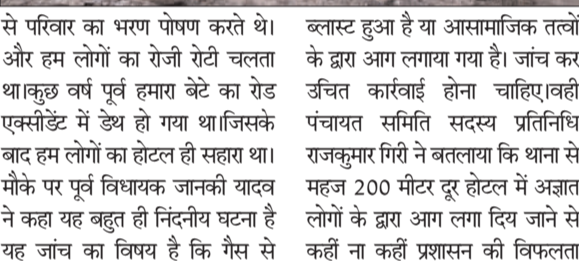 से परिवार का भरण पोषण करते थे।
और हम लोगों का रोजी रोटी चलता
था।कुछ वर्ष पूर्व हमारा बेटे का रोड
एक्सीडेंट में डेथ हो गया था।जिसके
बाद हम लोगों का होटल ही सहारा था।
मौके पर पूर्व विधायक जानकी यादव
ने कहा यह बहुत ही निंदनीय घटना है
यह जांच का विषय है कि गैस से
ब्लास्ट हुआ है या आसामाजिक तत्वो
के द्वारा आग लगाया गया है। जांच कर
उचित कार्रवाई होना चाहिए।वही
पंचायत समिति सदस्य प्रतिनिधि
राजकुमार गिरी ने बतलाया कि थाना से
महज 200 मीटर दूर होटल में अज्ञात
लोगों के द्वारा आग लगा दिय जाने से
कहीं ना कहीं प्रशासन की विफलता